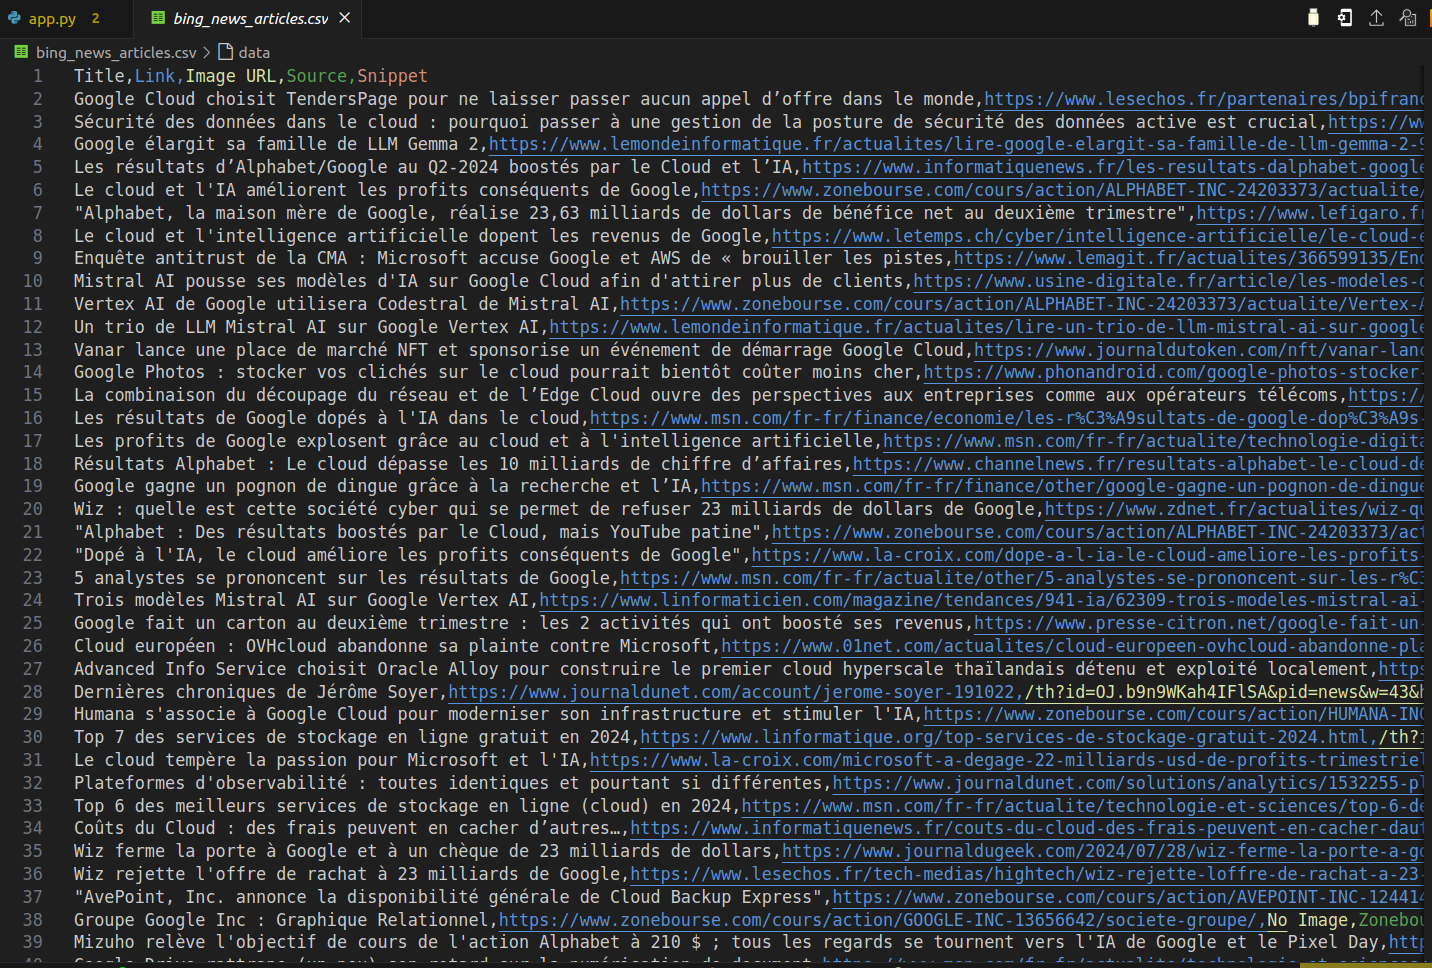 app.py 2 bing_news_articles.csv
bing_news_articles.csv > data
1 Title,Link,Image URL,Source,Snippet
2 Google Cloud choisit TendersPage pour ne laisser passer aucun appel d’offre dans le monde,https://www.lesechos.fr/partenaires/bpifranc
3 Sécurité des données dans le cloud : pourquoi passer à une gestion de la posture de sécurité des données active est crucial,https://ww
4 Google élargit sa famille de LLM Gemma 2,https://www.lemondeinformatique.fr/actualites/lire-google-elargit-sa-famille-de-llm-gemma-2-9
5 Les résultats d’Alphabet/Google au Q2-2024 boostés par le Cloud et l’IA,https://www.informatiquenews.fr/les-resultats-dalphabet-google
6 Le cloud et l'IA améliorent les profits conséquents de Google,https://www.zonebourse.com/cours/action/ALPHABET-INC-24203373/actualite/
7 "Alphabet, la maison mère de Google, réalise 23,63 milliards de dollars de bénéfice net au deuxième trimestre",https://www.lefigaro.fr
8 Le cloud et l'intelligence artificielle dopent les revenus de Google,https://www.letemps.ch/cyber/intelligence-artificielle/le-cloud-e
9 Enquête antitrust de la CMA : Microsoft accuse Google et AWS de « brouiller les pistes,https://www.lemagit.fr/actualites/366599135/Enq
10 Mistral AI pousse ses modèles d'IA sur Google Cloud afin d'attirer plus de clients,https://www.usine-digitale.fr/article/les-modeles-d
11 Vertex AI de Google utilisera Codestral de Mistral AI,https://www.zonebourse.com/cours/action/ALPHABET-INC-24203373/actualite/Vertex-A
12 Un trio de LLM Mistral AI sur Google Vertex AI,https://www.lemondeinformatique.fr/actualites/lire-un-trio-de-llm-mistral-ai-sur-google
13 Vanar lance une place de marché NFT et sponsorise un événement de démarrage Google Cloud,https://www.journaldutoken.com/nft/vanar-lanc
14 Google Photos : stocker vos clichés sur le cloud pourrait bientôt coûter moins cher,https://www.phonandroid.com/google-photos-stocker-
15 La combinaison du découpage du réseau et de l’Edge Cloud ouvre des perspectives aux entreprises comme aux opérateurs télécoms,https:/
16 Les résultats de Google dopés à l'IA dans le cloud,https://www.msn.com/fr-fr/finance/economie/les-r%C3%A9sultats-de-google-dop%C3%A9s-
17 Les profits de Google explosent grâce au cloud et à l'intelligence artificielle,https://www.msn.com/fr-fr/actualite/technologie-digita
18 Résultats Alphabet : Le cloud dépasse les 10 milliards de chiffre d’affaires,https://www.channelnews.fr/resultats-alphabet-le-cloud-de
19 Google gagne un pognon de dingue grâce à la recherche et l’IA,https://www.msn.com/fr-fr/finance/other/google-gagne-un-pognon-de-dingue
20 Wiz : quelle est cette société cyber qui se permet de refuser 23 milliards de dollars de Google,https://www.zdnet.fr/actualites/wiz-qu
21 "Alphabet : Des résultats boostés par le Cloud, mais YouTube patine",https://www.zonebourse.com/cours/action/ALPHABET-INC-24203373/act
22 "Dopé à l'IA, le cloud améliore les profits conséquents de Google",https://www.la-croix.com/dope-a-l-ia-le-cloud-ameliore-les-profits-
23 5 analystes se prononcent sur les résultats de Google,https://www.msn.com/fr-fr/actualite/other/5-analystes-se-prononcent-sur-les-r%C3
24 Trois modèles Mistral AI sur Google Vertex AI,https://www.linformaticien.com/magazine/tendances/941-ia/62309-trois-modeles-mistral-ai-
25 Google fait un carton au deuxième trimestre : les 2 activités qui ont boosté ses revenus,https://www.presse-citron.net/google-fait-un-
26 Cloud européen : OVHcloud abandonne sa plainte contre Microsoft,https://www.01net.com/actualites/cloud-europeen-ovhcloud-abandonne-pla
27 Advanced Info Service choisit Oracle Alloy pour construire le premier cloud hyperscale thaïlandais détenu et exploité localement,https
28 Dernières chroniques de Jérôme Soyer,https://www.journaldunet.com/account/jerome-soyer-191022,/th?id=OJ.b9n9WKah4IFlSA&pid=news&w=43&h
29 Humana s'associe à Google Cloud pour moderniser son infrastructure et stimuler l'IA,https://www.zonebourse.com/cours/action/HUMANA-INC
30 Top 7 des services de stockage en ligne gratuit en 2024,https://www.linformatique.org/top-services-de-stockage-gratuit-2024.html,/th?i
31 Le cloud tempère la passion pour Microsoft et l'IA,https://www.la-croix.com/microsoft-a-degage-22-milliards-usd-de-profits-trimestriel
32 Plateformes d'observabilité : toutes identiques et pourtant si différentes,https://www.journaldunet.com/solutions/analytics/1532255-pl
33 Top 6 des meilleurs services de stockage en ligne (cloud) en 2024,https://www.msn.com/fr-fr/actualite/technologie-et-sciences/top-6-de
34 Coûts du Cloud : des frais peuvent en cacher d’autres…,https://www.informatiquenews.fr/couts-du-cloud-des-frais-peuvent-en-cacher-daut
35 Wiz ferme la porte à Google et à un chèque de 23 milliards de dollars,https://www.journaldugeek.com/2024/07/28/wiz-ferme-la-porte-a-go
36 Wiz rejette l'offre de rachat à 23 milliards de Google,https://www.lesechos.fr/tech-medias/hightech/wiz-rejette-loffre-de-rachat-a-23-
37 "AvePoint, Inc. annonce la disponibilité générale de Cloud Backup Express",https://www.zonebourse.com/cours/action/AVEPOINT-INC-124414
38 Groupe Google Inc : Graphique Relationnel,https://www.zonebourse.com/cours/action/GOOGLE-INC-13656642/societe-groupe/,No Image,Zonebou
39 Mizuho relève l'objectif de cours de l'action Alphabet à 210 $ ; tous les regards se tournent vers l'IA de Google et le Pixel Day,http